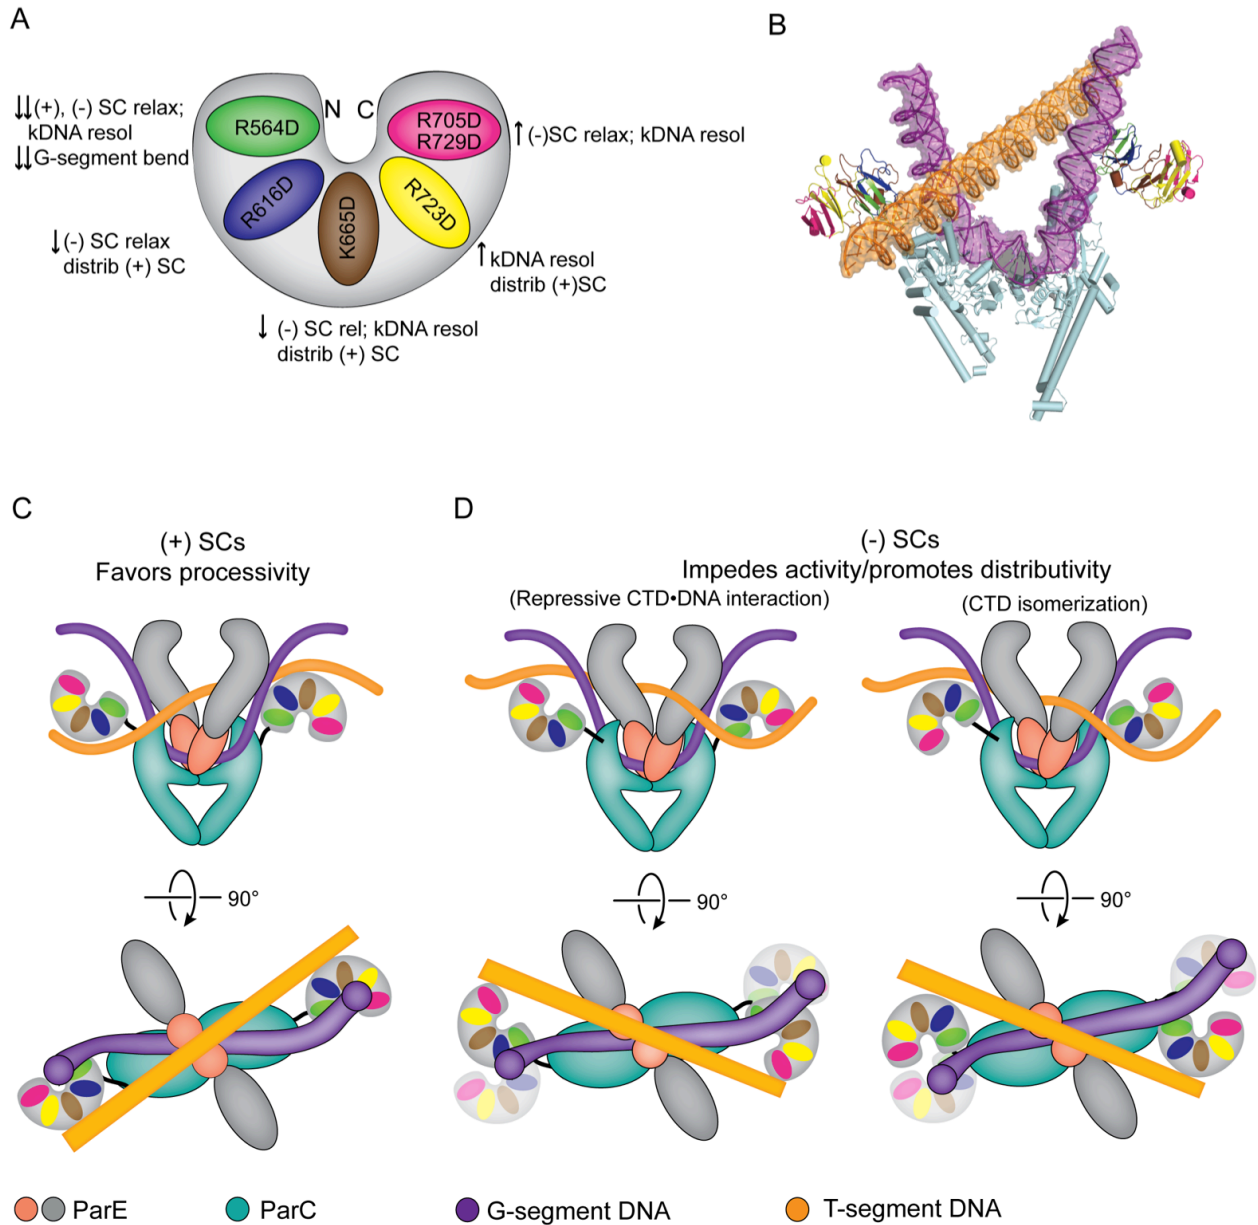 A
B
↓↓(+), (-) SC relax;
kDNA resol
↓↓G-segment bend
N C
R564D
R705D
R729D
↑(-)SC relax; kDNA resol
R616D
K665D
R723D
↓(-) SC relax
distrib (+) SC
↑ kDNA resol
distrib (+)SC
↓ (-) SC rel; kDNA resol
distrib (+) SC
C
(+) SCs
Favors processivity
D
(-) SCs
Impedes activity/promotes distributivity
(Repressive CTD•DNA interaction)
(CTD isomerization)
90°
90°
90°
ParE
ParC
G-segment DNA
T-segment DNA